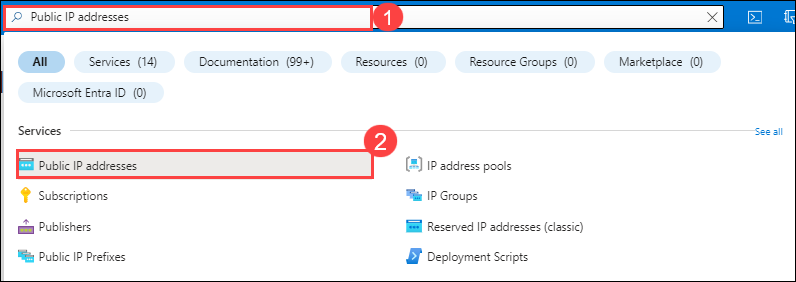 Public IP addresses 1
All Services (14) Documentation (99+) Resources (0) Resource Groups (0) Marketplace (0)
Microsoft Entra ID (0)
Services See all
2
Public IP addresses IP address pools
Subscriptions IP Groups
Publishers Reserved IP addresses (classic)
Public IP Prefixes Deployment Scripts